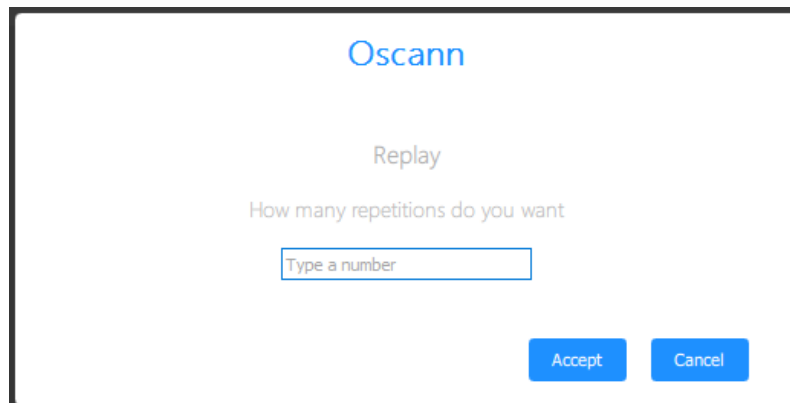 Oscann
Replay
How many repetitions do you want
Type a number
Accept Cancel